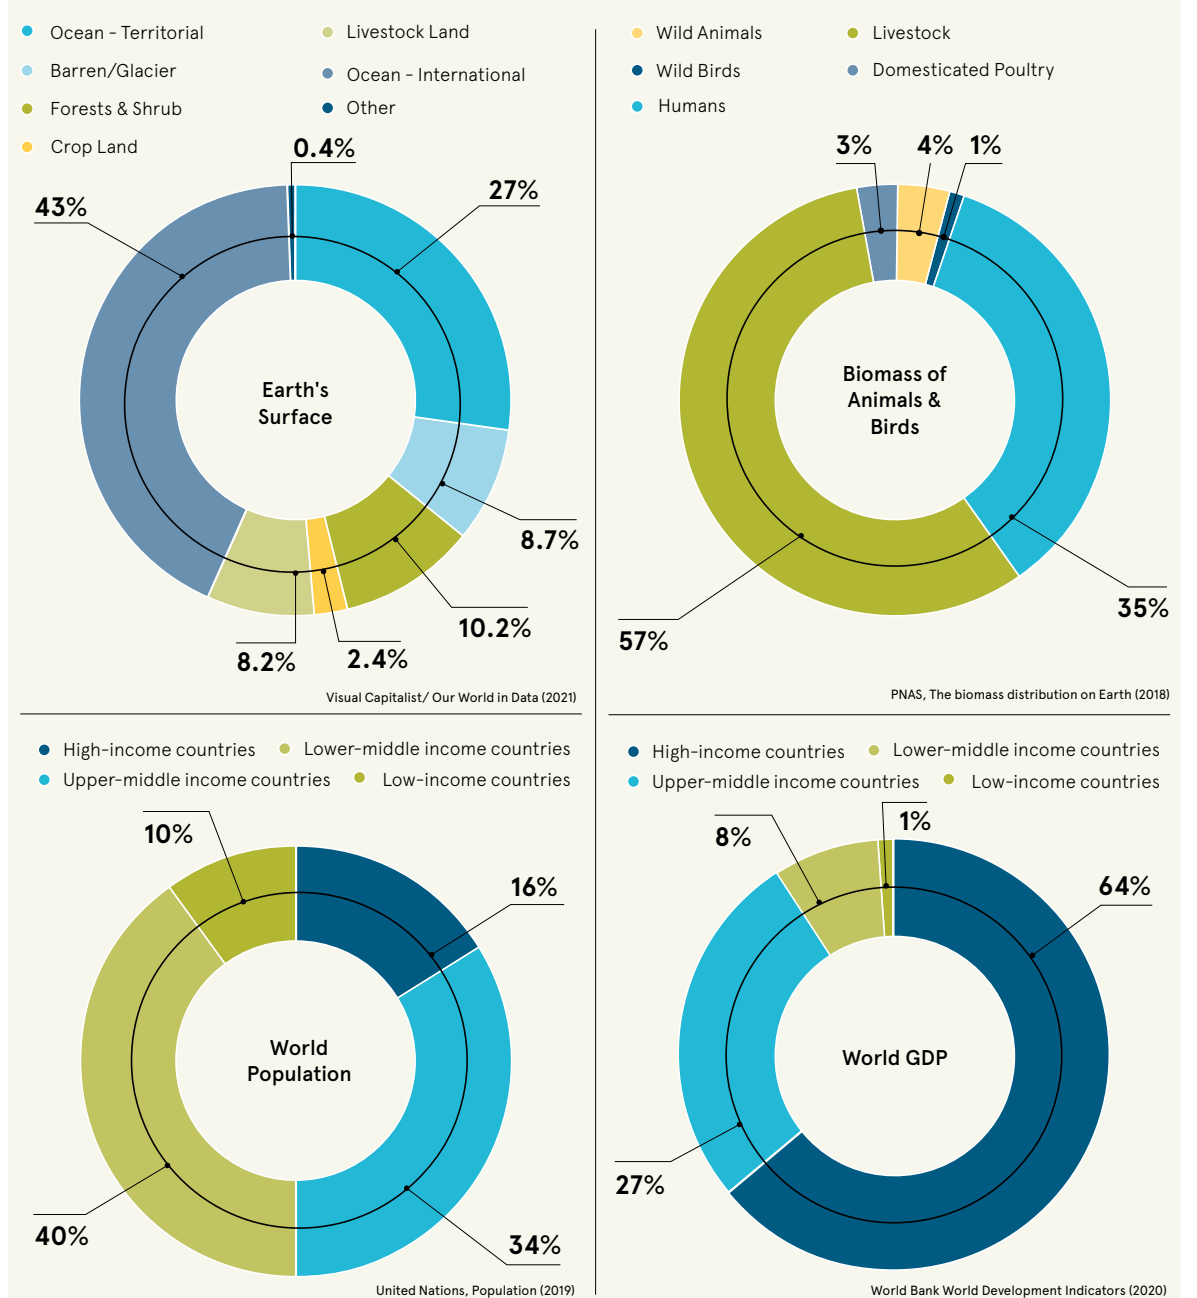 Ocean - Territorial
Barren/Glacier
Forests & Shrub
Crop Land
Livestock Land
Ocean - International
Other
0.4%
27%
43%
Earth's
Surface
8.7%
10.2%
2.4%
8.2%
Visual Capitalist/ Our World in Data (2021)
Wild Animals
Wild Birds
Humans
Livestock
Domesticated Poultry
3%
4%
1%
Biomass of
Animals &
Birds
35%
57%
PNAS, The biomass distribution on Earth (2018)
High-income countries
Lower-middle income countries
Upper-middle income countries
Low-income countries
10%
16%
World
Population
40%
34%
United Nations, Population (2019)
High-income countries
Lower-middle income countries
Upper-middle income countries
Low-income countries
8%
1%
64%
World GDP
27%
World Bank World Development Indicators (2020)